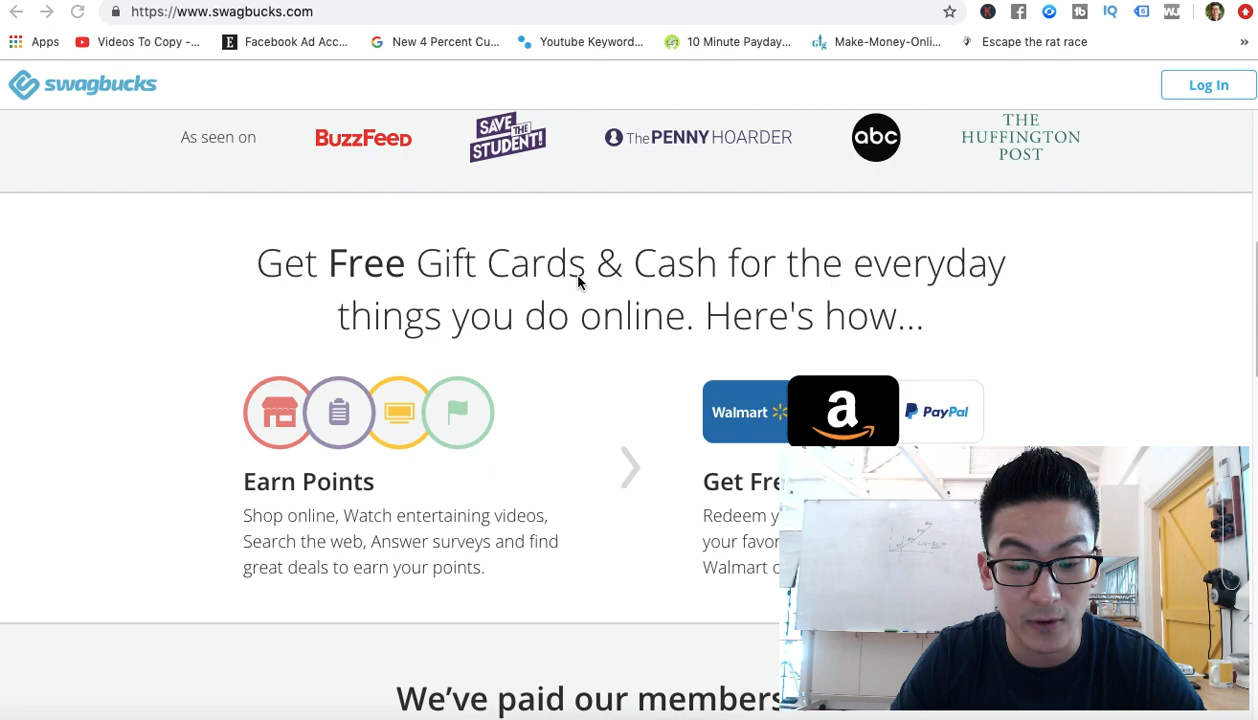 https://www.swagbucks.com
Apps Videos To Copy -... Facebook Ad Acc... New 4 Percent Cu... Youtube Keyword... 10 Minute Payday... Make-Money-Onli... Escape the rat race »
swagbucks Log In
As seen on BuzzFeed SAVE THE STUDENT! The PENNY HOARDER abc THE HUFFINGTON POST
Get Free Gift Cards & Cash for the everyday
things you do online. Here's how...
Walmart a PayPal
Earn Points
Shop online, Watch entertaining videos,
Search the web, Answer surveys and find
great deals to earn your points.
Get Fre
Redeem y
your favor
Walmart
We've paid our members